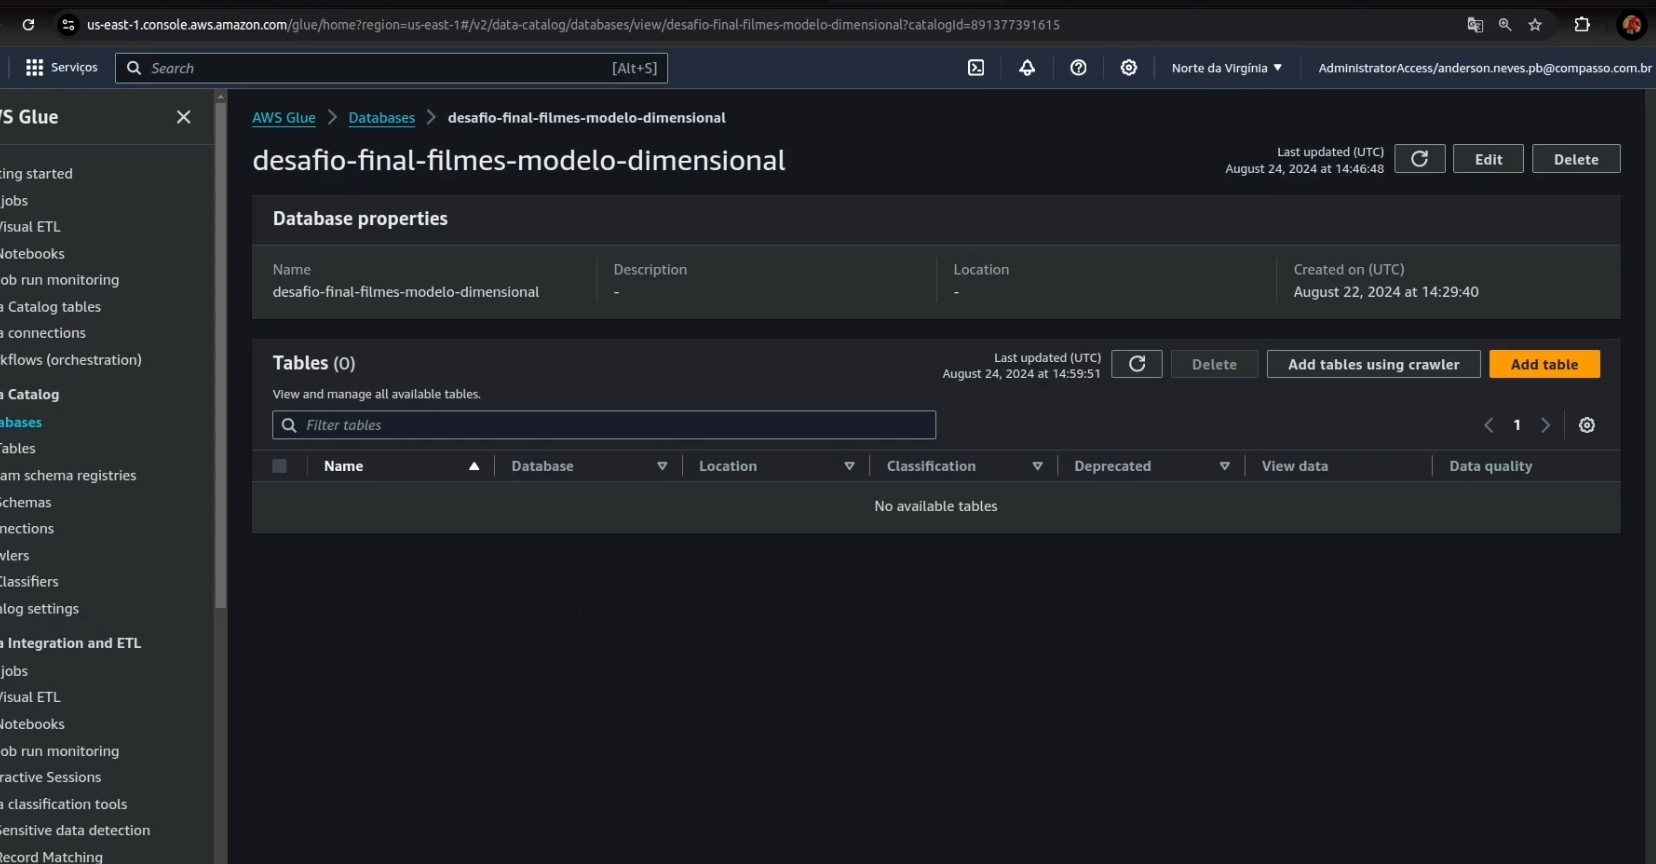 us-east-1.console.aws.amazon.com/glue/home?region=us-east-1#/v2/data-catalog/databases/view/desafio-final-filmes-modelo-dimensional?catalogId=891377391615
Serviços
Search [Alt+S]
Norte da Virgínia
AdministratorAccess/anderson.neves.pb@compasso.com.br
S Glue
AWS Glue > Databases > desafio-final-filmes-modelo-dimensional
desafio-final-filmes-modelo-dimensional
Last updated (UTC)
August 24, 2024 at 14:46:48
Edit
Delete
ing started
jobs
Visual ETL
Notebooks
ob run monitoring
a Catalog tables
a connections
kflows (orchestration)
a Catalog
abases
Tables
am schema registries
Schemas
nections
wlers
Classifiers
alog settings
a Integration and ETL
jobs
Visual ETL
Notebooks
ob run monitoring
ractive Sessions
a classification tools
Sensitive data detection
Record Matching
Database properties
Name
desafio-final-filmes-modelo-dimensional
Description
-
Location
-
Created on (UTC)
August 22, 2024 at 14:29:40
Tables (0)
View and manage all available tables.
Last updated (UTC)
August 24, 2024 at 14:59:51
Delete
Add tables using crawler
Add table
Filter tables
1
Name Database Location Classification Deprecated View data Data quality
No available tables